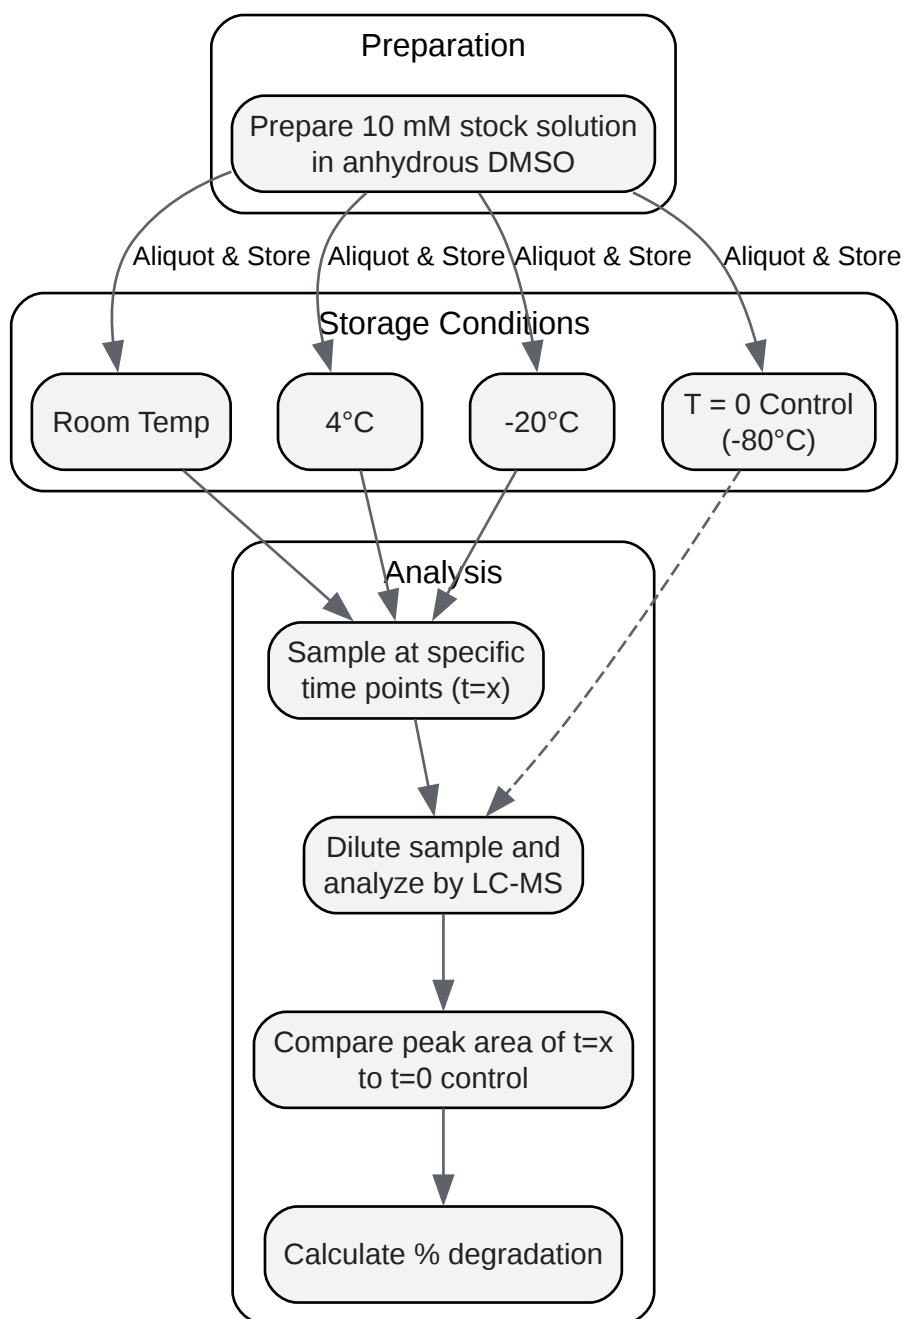 Preparation
Prepare 10 mM stock solution
in anhydrous DMSO
Aliquot & Store
Aliquot & Store
Aliquot & Store
Aliquot & Store
Storage Conditions
Room Temp
4°C
-20°C
T = 0 Control
(-80°C)
Analysis
Sample at specific
time points (t=x)
Dilute sample and
analyze by LC-MS
Compare peak area of t=x
to t=0 control
Calculate % degradation